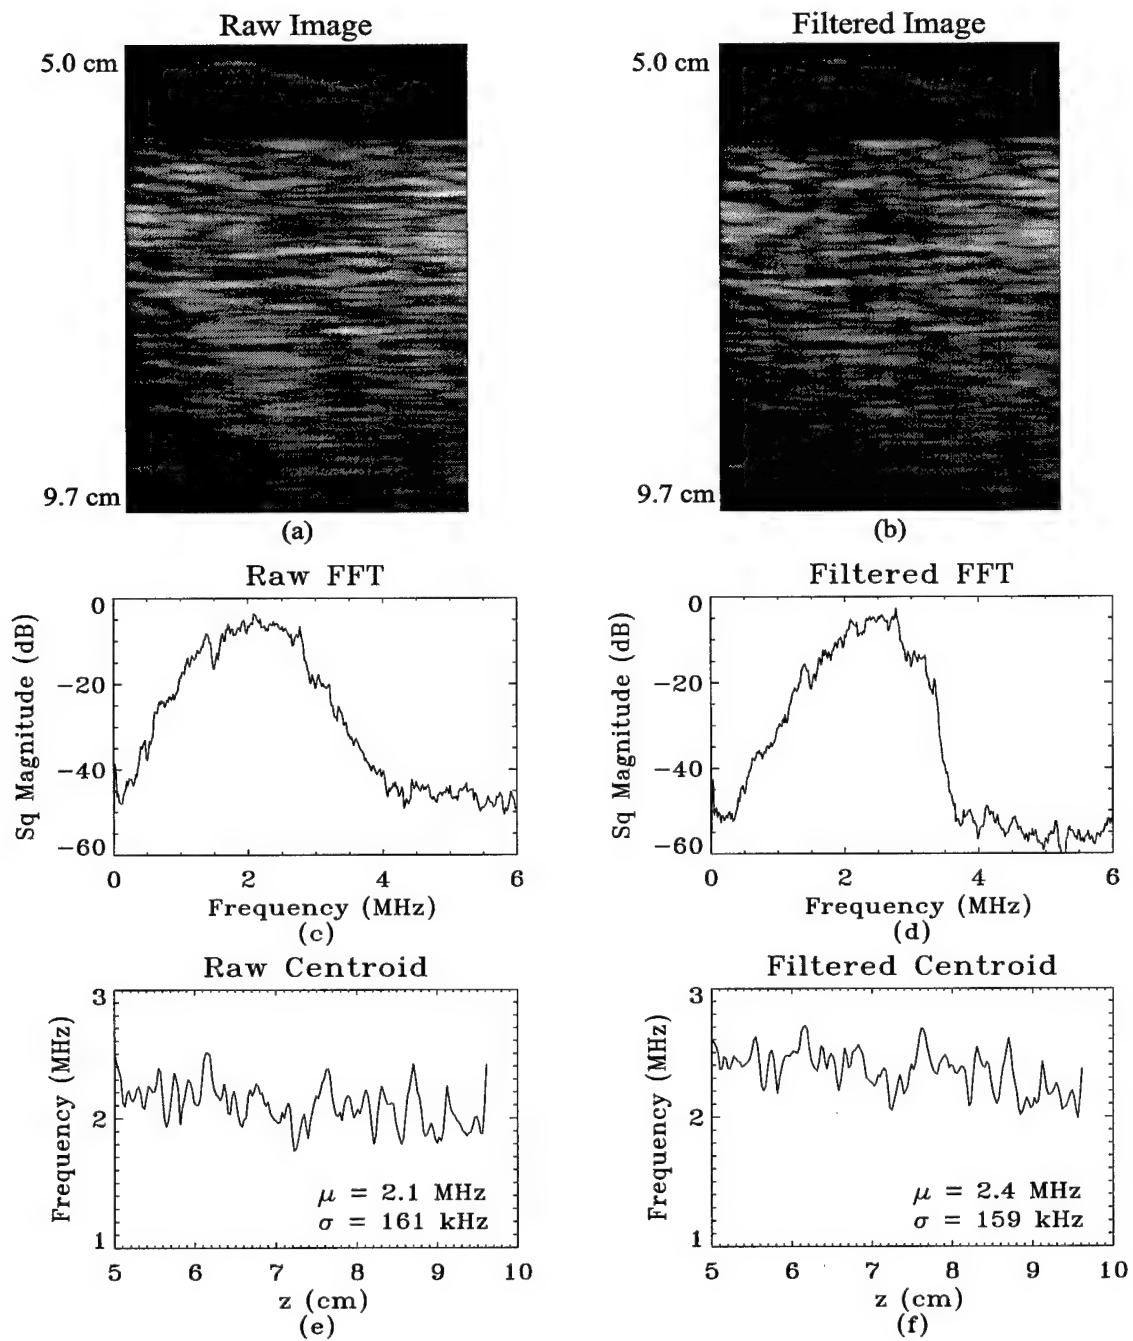 Raw Image
Filtered Image
5.0 cm
5.0 cm
9.7 cm
9.7 cm
(a)
(b)
Raw FFT
Filtered FFT
Sq Magnitude (dB)
0
−20
−40
−60
0 2 4 6
Frequency (MHz)
(c)
Sq Magnitude (dB)
0
−20
−40
−60
0 2 4 6
Frequency (MHz)
(d)
Raw Centroid
Filtered Centroid
Frequency (MHz)
3
2
1
μ = 2.1 MHz
σ = 161 kHz
5 6 7 8 9 10
z (cm)
(e)
Frequency (MHz)
3
2
1
μ = 2.4 MHz
σ = 159 kHz
5 6 7 8 9 10
z (cm)
(f)